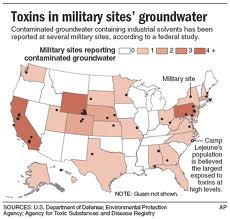 Toxins in military sites' groundwater
Contaminated groundwater containing industrial solvents has been
reported at several military sites, according to a federal study.
Military sites reporting
contaminated groundwater
0 1 2 3 4 +
Military site
Camp
Lejeune's
population is
believed the
largest
exposed to
toxins at
high levels.
NOTE: Guam not shown.
SOURCES: U.S. Department of Defense; Environmental Protection
Agency; Agency for Toxic Substances and Disease Registry
AP